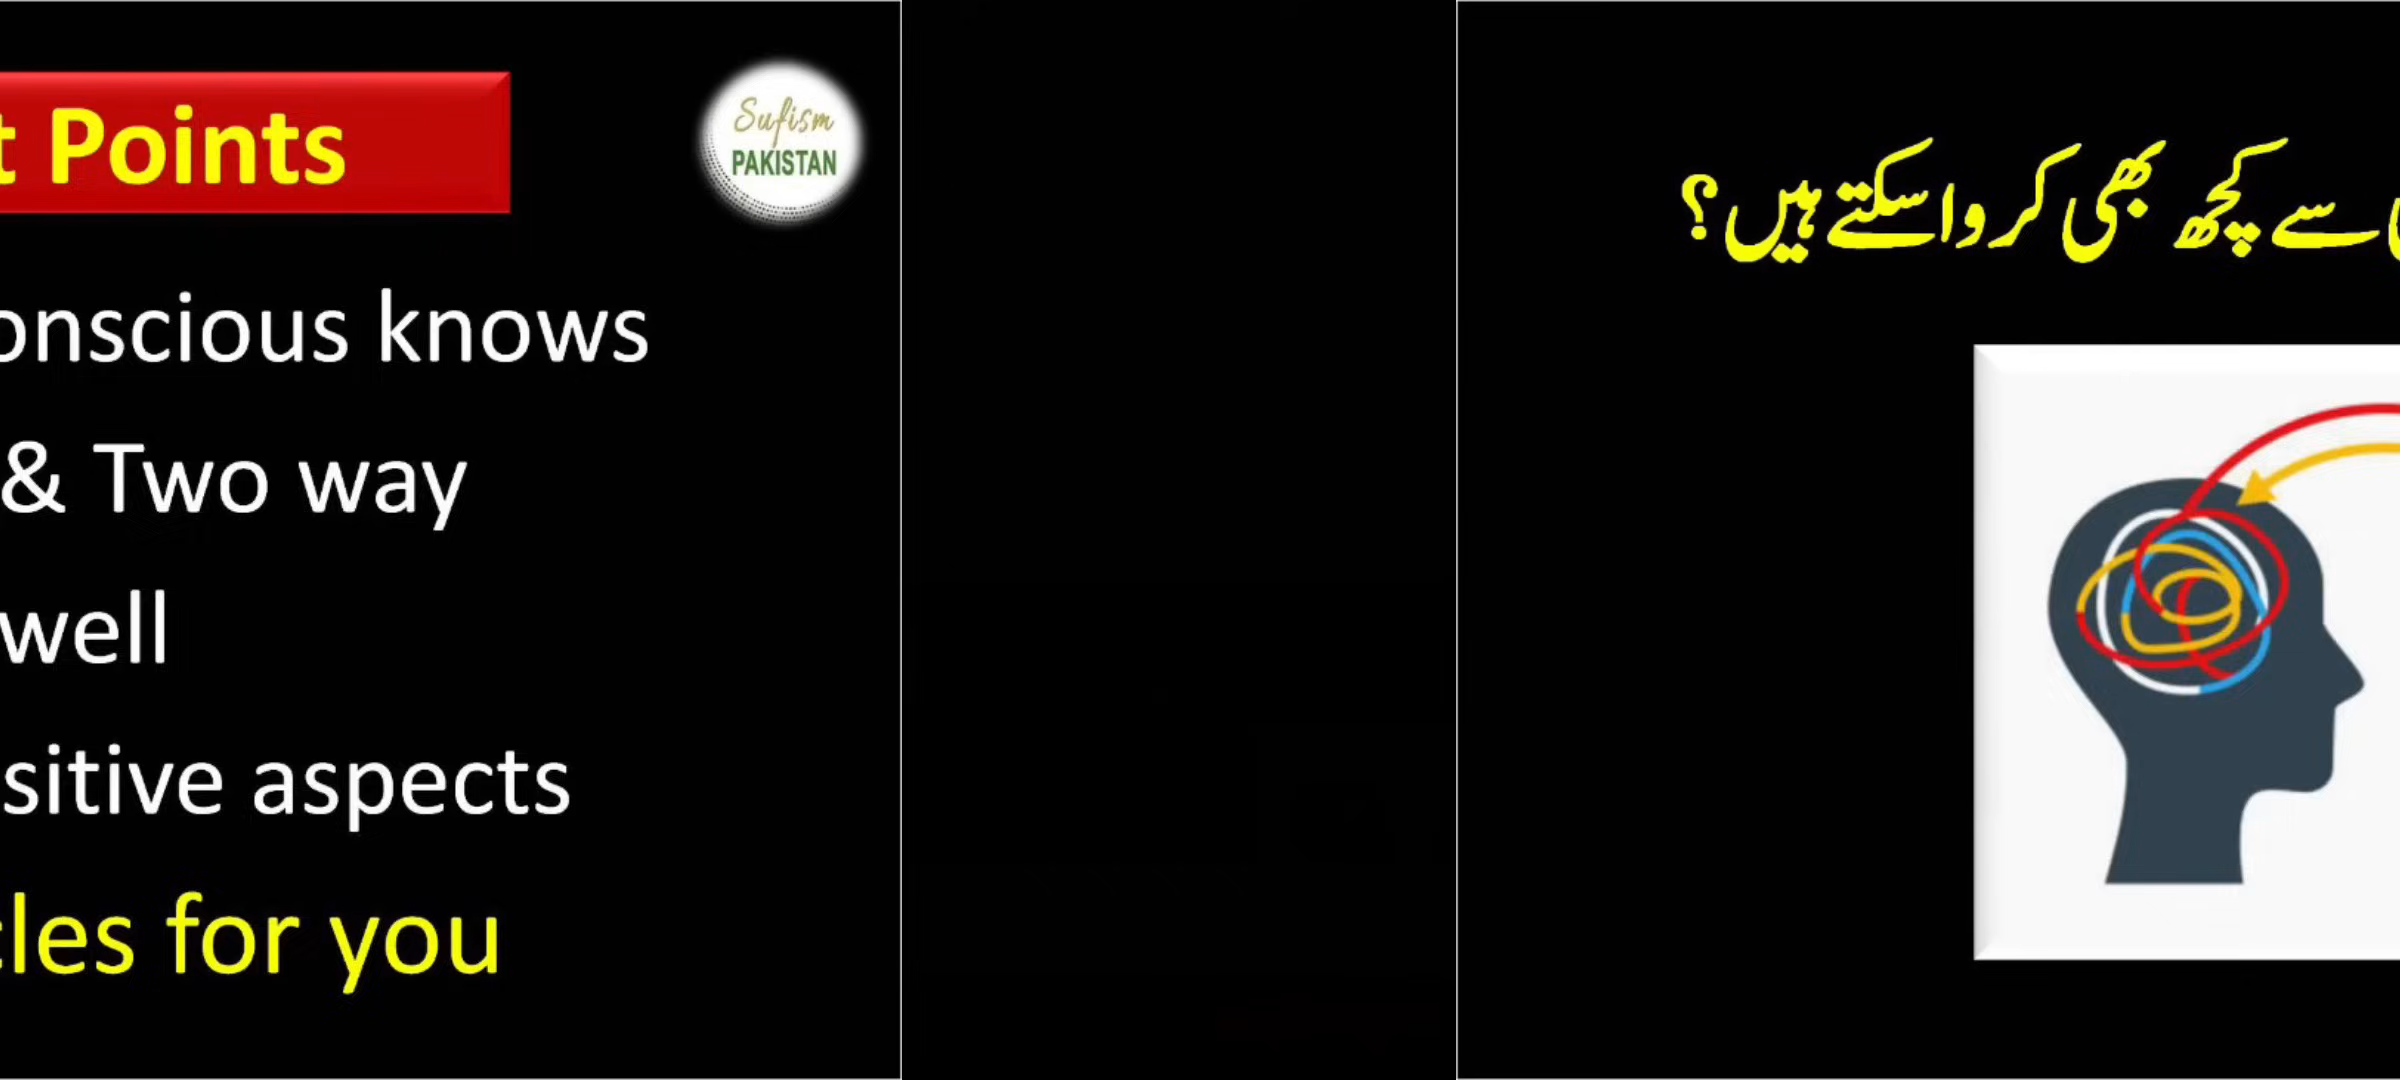 t Points
Sufism
PAKISTAN
onscious knows
& Two way
well
sitive aspects
cles for you
سے کچھ بھی کروا سکتے ہیں؟